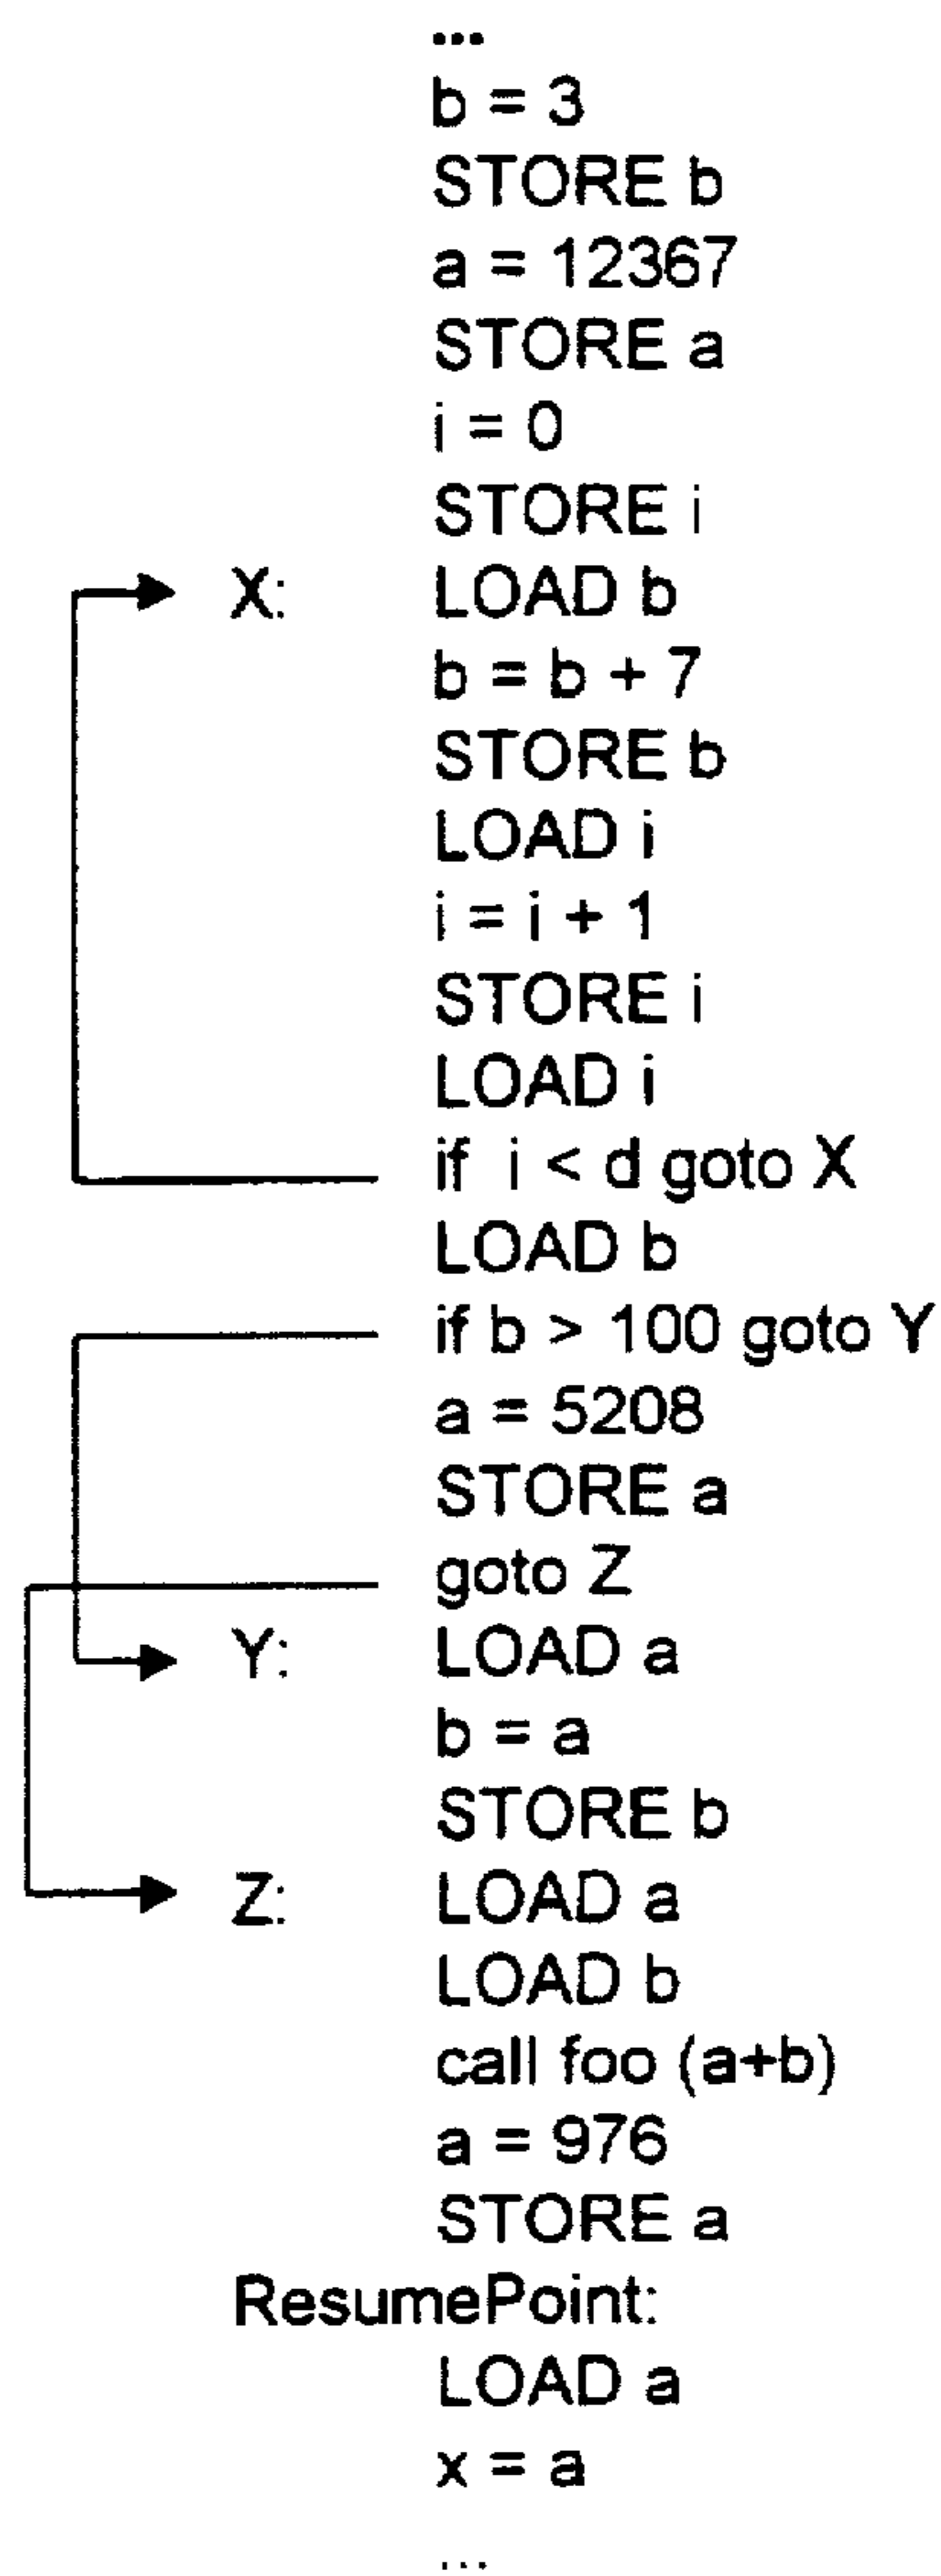 ...
b = 3
STORE b
a = 12367
STORE a
i = 0
STORE i
X: LOAD b
b = b + 7
STORE b
LOAD i
i = i + 1
STORE i
LOAD i
if i < d goto X
LOAD b
if b > 100 goto Y
a = 5208
STORE a
goto Z
Y: LOAD a
b = a
STORE b
Z: LOAD a
LOAD b
call foo (a+b)
a = 976
STORE a
ResumePoint:
LOAD a
x = a
...